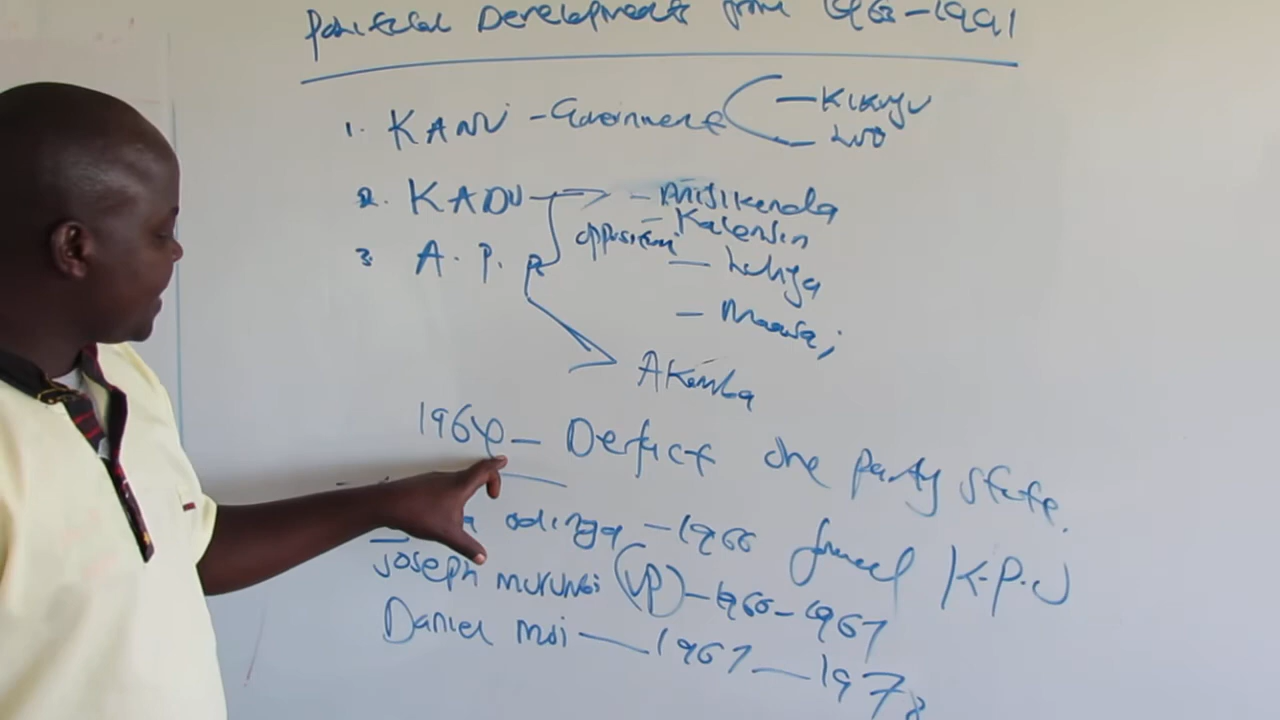 Political Developments from 1963-1991
1. KANU - Government - Kikuyu
- Luo
2. KADU - Mijikenda
opposition - Kalenjin
3. A.P.P - Luhya
- Maasai
Akamba
1964 - Defict one party state.
odinga - 1966 formed K.P.U
Joseph Murumbi (VP) - 1966-1967
Daniel Moi - 1967 - 1978